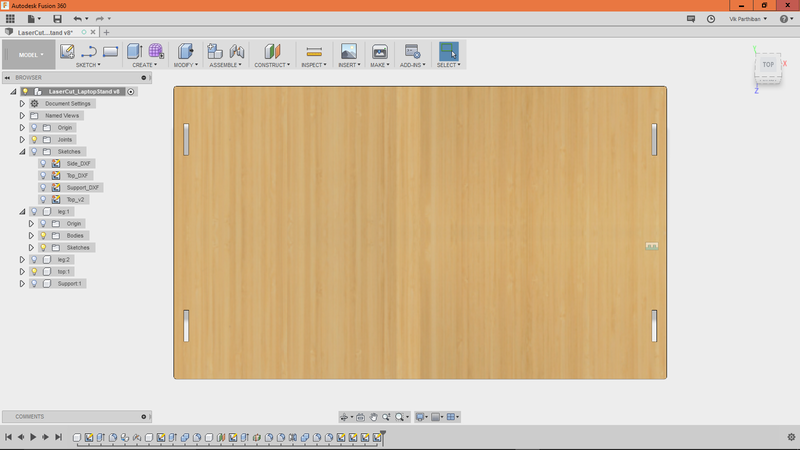 Autodesk Fusion 360
Vik Parthiban
LaserCut...tand v8*
MODEL
SKETCH
CREATE
MODIFY
ASSEMBLE
CONSTRUCT
INSPECT
INSERT
MAKE
ADD-INS
SELECT
BROWSER
TOP
X
Y
Z
LaserCut_LaptopStand v8
Document Settings
Named Views
Origin
Joints
Sketches
Side_DXF
Top_DXF
Support_DXF
Top_v2
leg:1
Origin
Bodies
Sketches
leg:2
top:1
Support:1
COMMENTS